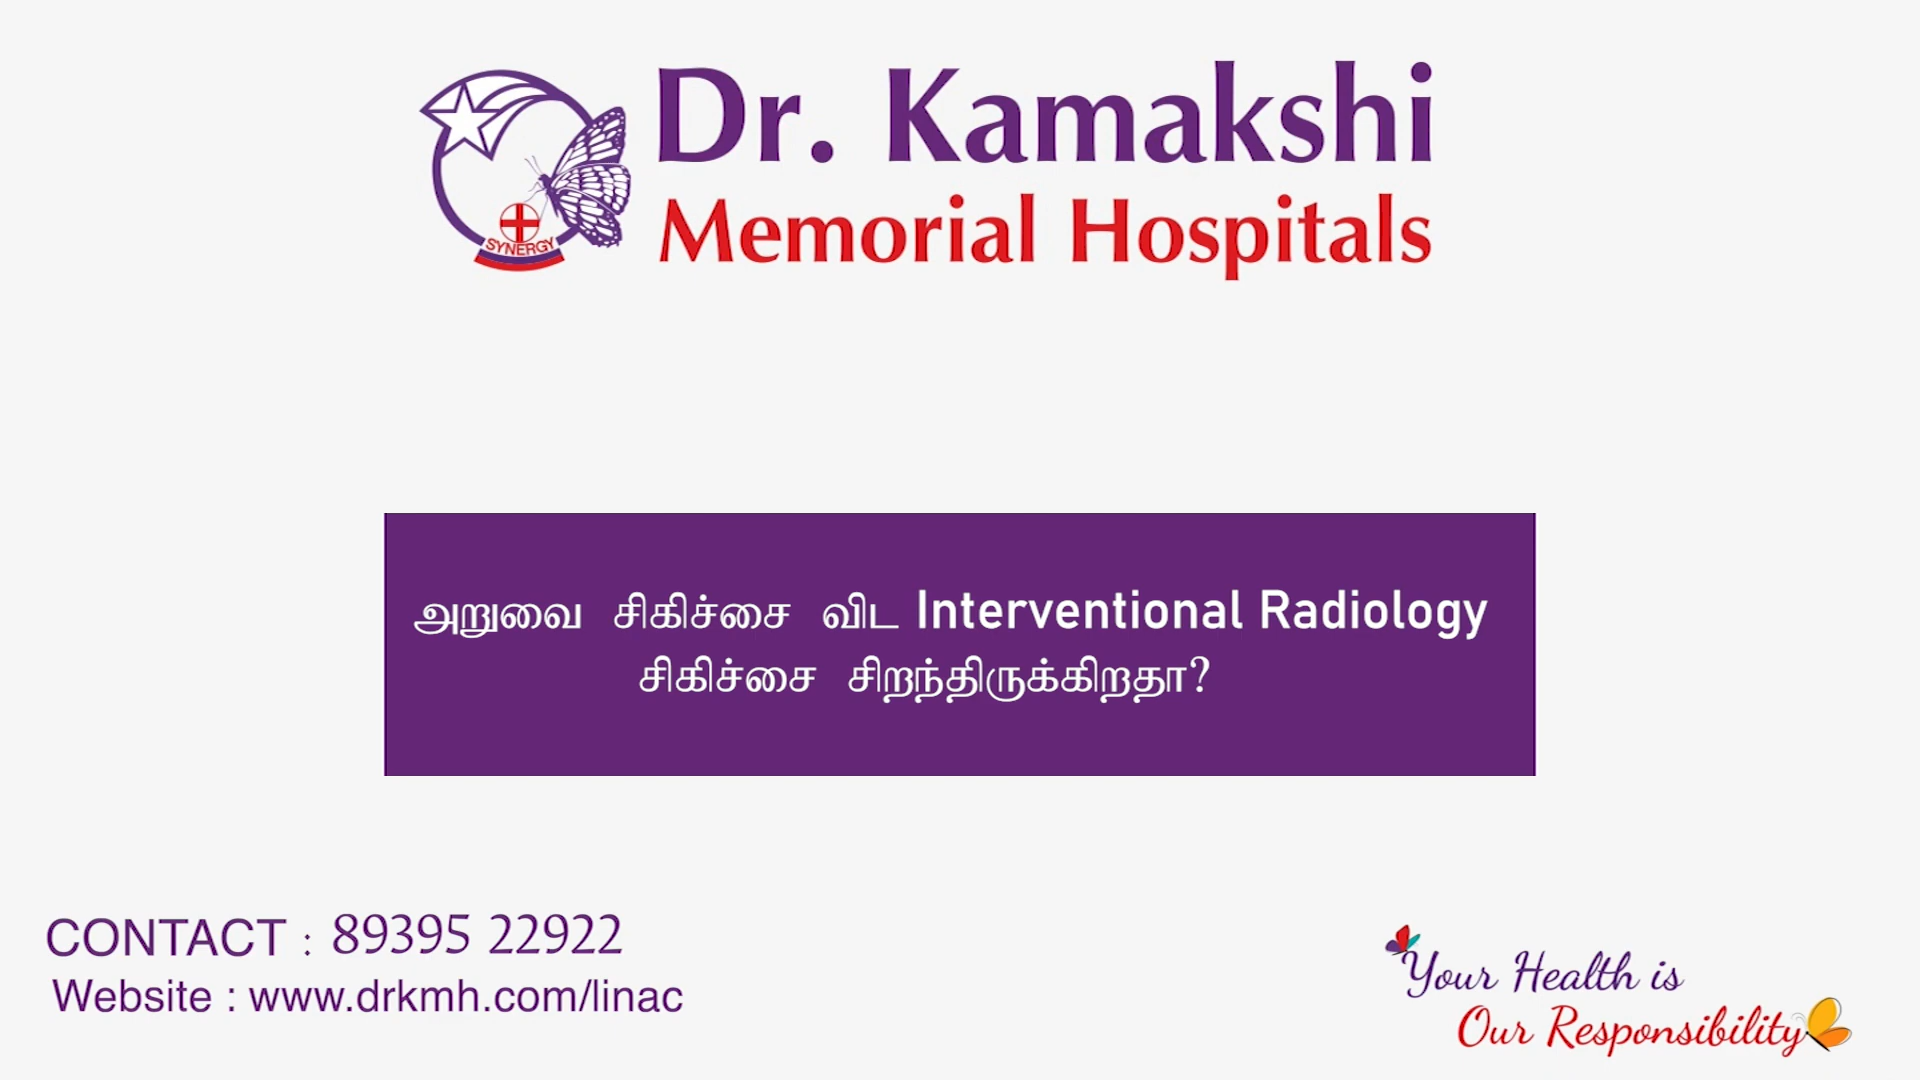 Dr. Kamakshi
Memorial Hospitals
SYNERGY
அறுவை சிகிச்சை விட Interventional Radiology
சிகிச்சை சிறந்திருக்கிறதா?
CONTACT : 89395 22922
Website : www.drkmh.com/linac
Your Health is
Our Responsibility